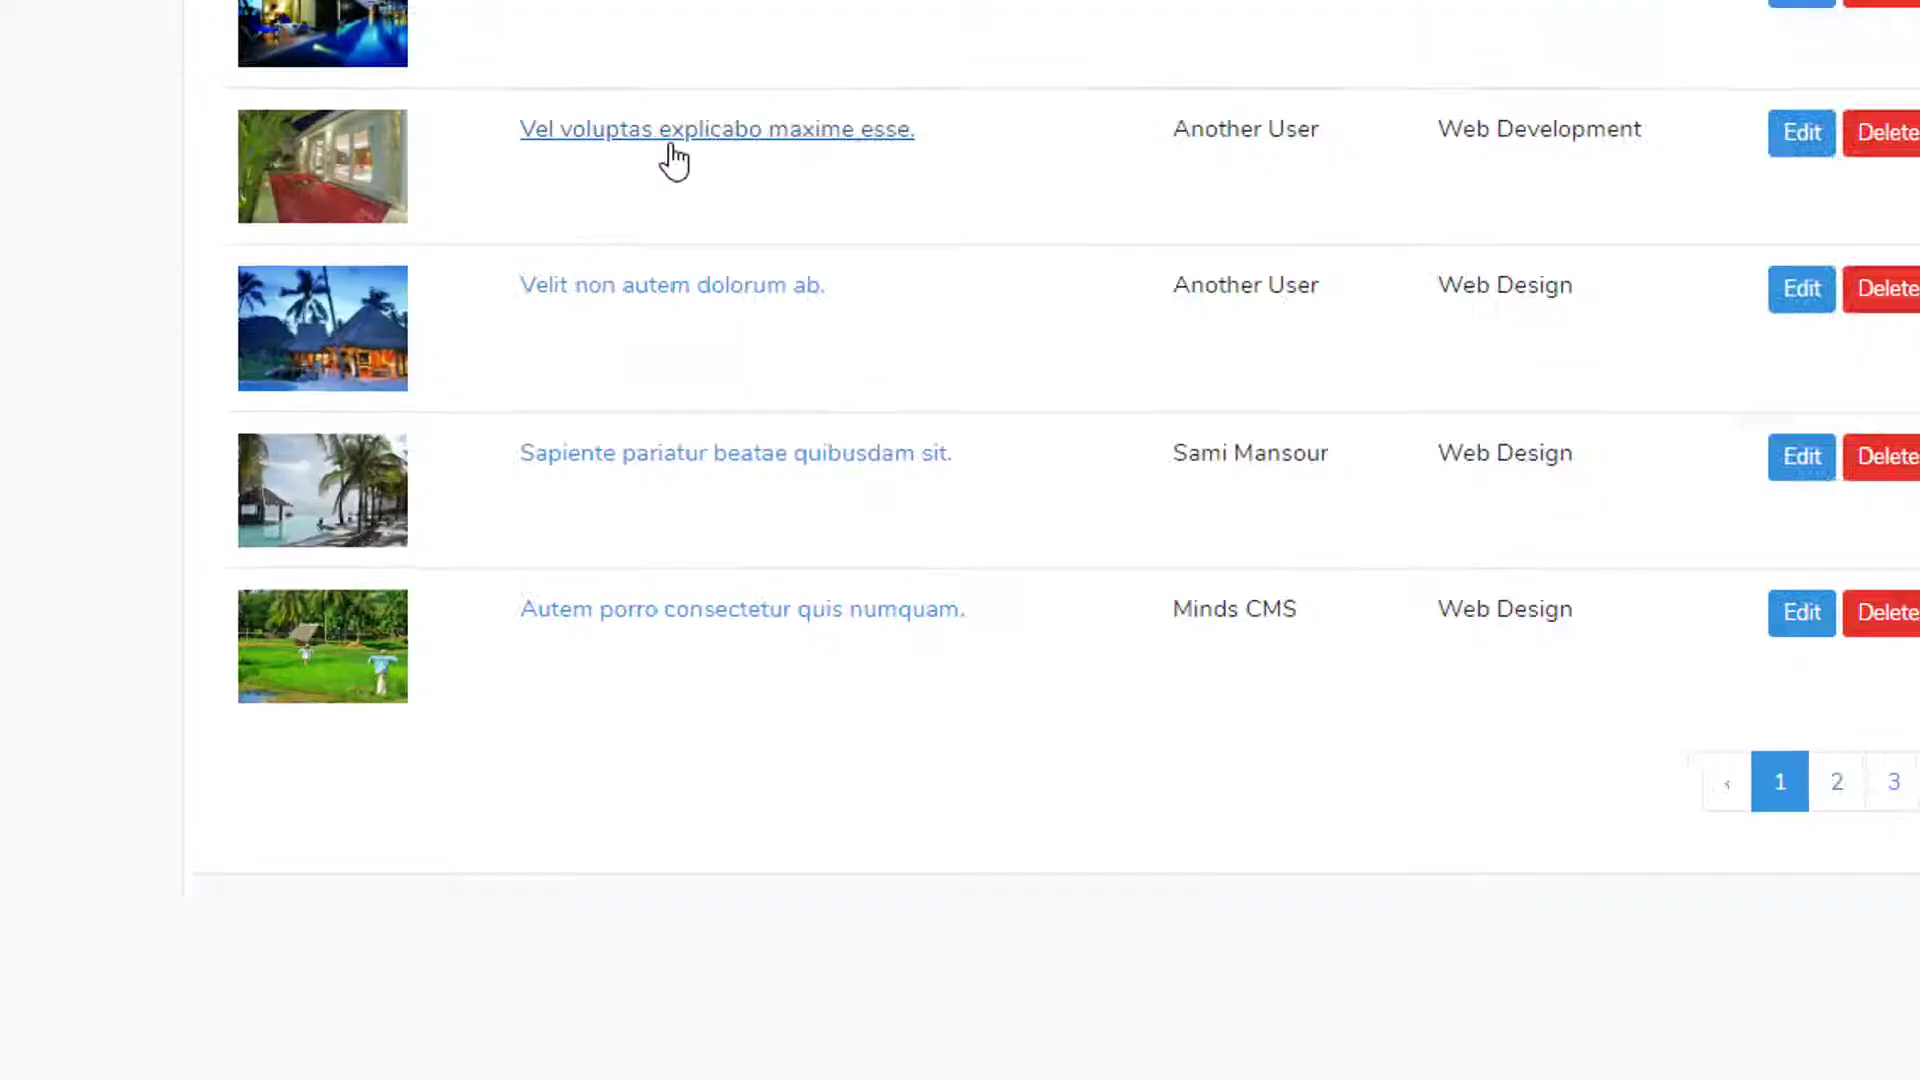 Vel voluptas explicabo maxime esse. Another User Web Development Edit Delete
Velit non autem dolorum ab. Another User Web Design Edit Delete
Sapiente pariatur beatae quibusdam sit. Sami Mansour Web Design Edit Delete
Autem porro consectetur quis numquam. Minds CMS Web Design Edit Delete
‹ 1 2 3